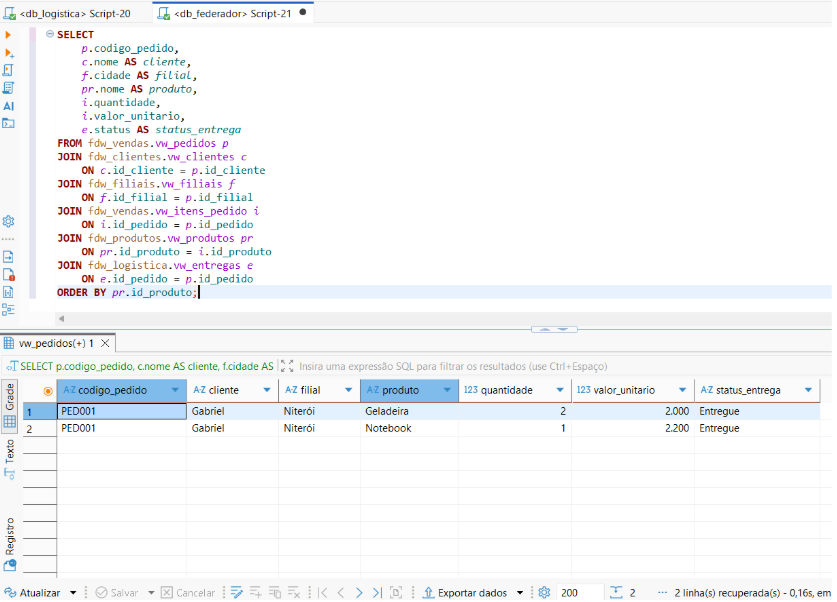 <db_logistica> Script-20 <db_federador> Script-21
SELECT
p.codigo_pedido,
c.nome AS cliente,
f.cidade AS filial,
pr.nome AS produto,
i.quantidade,
i.valor_unitario,
e.status AS status_entrega
FROM fdw_vendas.vw_pedidos p
JOIN fdw_clientes.vw_clientes c
ON c.id_cliente = p.id_cliente
JOIN fdw_filiais.vw_filiais f
ON f.id_filial = p.id_filial
JOIN fdw_vendas.vw_itens_pedido i
ON i.id_pedido = p.id_pedido
JOIN fdw_produtos.vw_produtos pr
ON pr.id_produto = i.id_produto
JOIN fdw_logistica.vw_entregas e
ON e.id_pedido = p.id_pedido
ORDER BY pr.id_produto;
AI
vw_pedidos(+) 1
SELECT p.codigo_pedido, c.nome AS cliente, f.cidade AS Insira uma expressão SQL para filtrar os resultados (use Ctrl+Espaço)
A-Z codigo_pedido A-Z cliente A-Z filial A-Z produto 123 quantidade 123 valor_unitario A-Z status_entrega
1 PED001 Gabriel Niterói Geladeira 2 2.000 Entregue
2 PED001 Gabriel Niterói Notebook 1 2.200 Entregue
Grade
Texto
Registro
Atualizar Salvar Cancelar Exportar dados 200 2 ... 2 linha(s) recuperada(s) - 0,16s, em